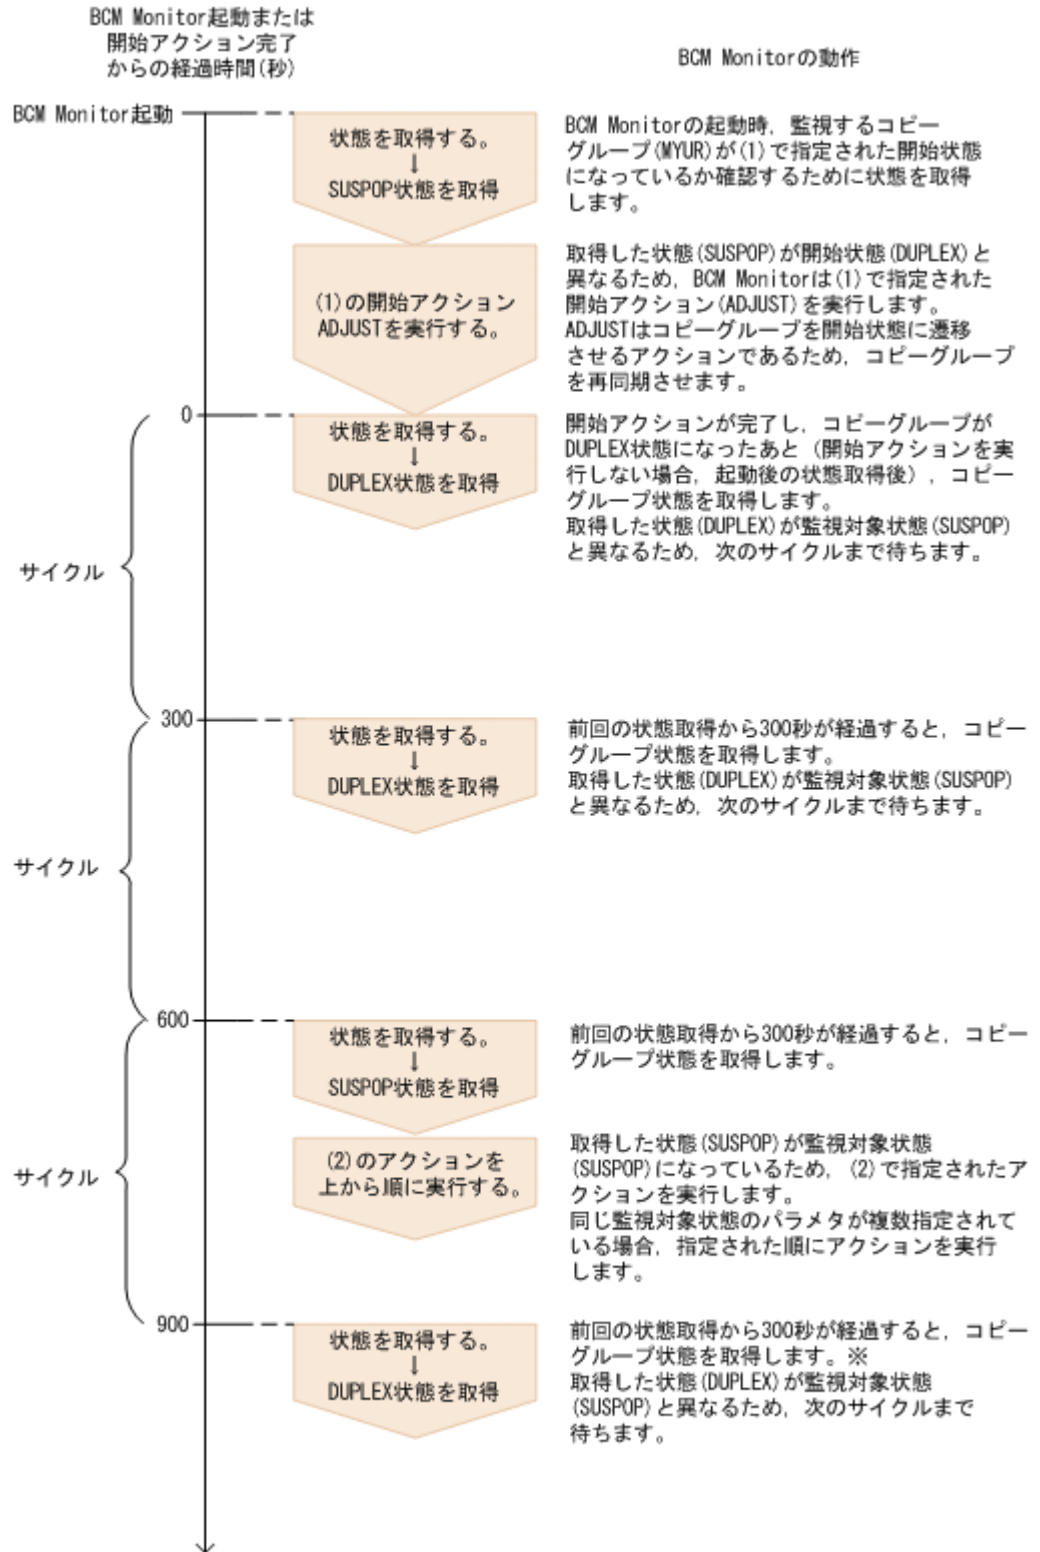 BCM Monitor起動または
開始アクション完了
からの経過時間(秒)
BCM Monitorの動作
BCM Monitor起動
状態を取得する。
↓
SUSPOP状態を取得
BCM Monitorの起動時，監視するコピー
グループ(MYUR)が(1)で指定された開始状態
になっているか確認するために状態を取得
します。
(1)の開始アクション
ADJUSTを実行する。
取得した状態(SUSPOP)が開始状態(DUPLEX)と
異なるため，BCM Monitorは(1)で指定された
開始アクション(ADJUST)を実行します。
ADJUSTはコピーグループを開始状態に遷移
させるアクションであるため，コピーグループ
を再同期させます。
0
状態を取得する。
↓
DUPLEX状態を取得
開始アクションが完了し，コピーグループが
DUPLEX状態になったあと（開始アクションを実
行しない場合，起動後の状態取得後），コピー
グループ状態を取得します。
取得した状態(DUPLEX)が監視対象状態(SUSPOP)
と異なるため，次のサイクルまで待ちます。
サイクル
300
状態を取得する。
↓
DUPLEX状態を取得
前回の状態取得から300秒が経過すると，コピー
グループ状態を取得します。
取得した状態(DUPLEX)が監視対象状態(SUSPOP)
と異なるため，次のサイクルまで待ちます。
サイクル
600
状態を取得する。
↓
SUSPOP状態を取得
前回の状態取得から300秒が経過すると，コピー
グループ状態を取得します。
サイクル
(2)のアクションを
上から順に実行する。
取得した状態(SUSPOP)が監視対象状態
(SUSPOP)になっているため，(2)で指定されたア
クションを実行します。
同じ監視対象状態のパラメタが複数指定されて
いる場合，指定された順にアクションを実行
します。
900
状態を取得する。
↓
DUPLEX状態を取得
前回の状態取得から300秒が経過すると，コピー
グループ状態を取得します。※
取得した状態(DUPLEX)が監視対象状態
(SUSPOP)と異なるため，次のサイクルまで
待ちます。